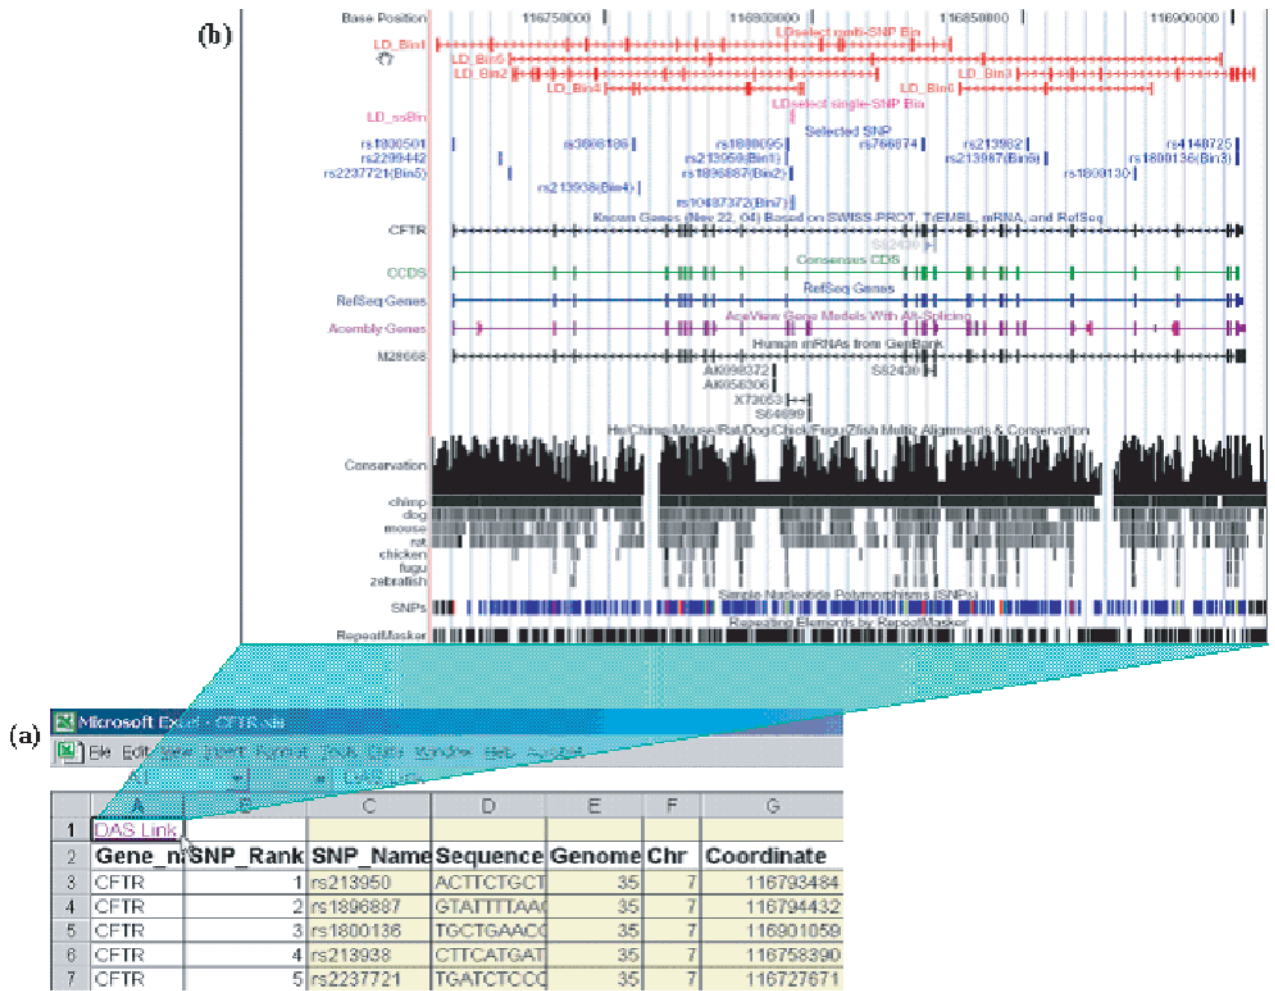 (b)
Base Position 116750000 116800000 116850000 116900000
LDselect multi-SNP Bin
LD_Bin1
LD_Bin5
LD_Bin2 LD_Bin3
LD_Bin4 LD_Bin6
LDselect single-SNP Bin
LD_ssBin
Selected SNP
rs1800501 rs3808186 rs1800095 rs766874 rs213982 rs4148725
rs2299442 rs213950(Bin1) rs213987(Bin6) rs1800136(Bin3)
rs2237721(Bin5) rs1896887(Bin2) rs1800130
rs213938(Bin4)
rs10487372(Bin7)
Known Genes (Nov 22, 04) Based on SWISS-PROT, TrEMBL, mRNA, and RefSeq
CFTR
S82430
Consensus CDS
CCDS
RefSeq Genes
RefSeq Genes
AceView Gene Models With Alt-Splicing
Acembly Genes
Human mRNAs from GenBank
M28668
AK098372 S82430
AK056306
X73053
S64699
Hu/Chimp/Mouse/Rat/Dog/Chick/Fugu/Zfish Multiz Alignments & Conservation
Conservation
chimp
dog
mouse
rat
chicken
fugu
zebrafish
Simple Nucleotide Polymorphisms (SNPs)
SNPs
Repeating Elements by RepeatMasker
RepeatMasker
(a)
Microsoft Excel - CFTR.xls
File Edit View Insert Format Tools Data Window Help Acrobat
A B C D E F G
1 DAS Link
2 Gene_n SNP_Rank SNP_Name Sequence Genome Chr Coordinate
3 CFTR 1 rs213950 ACTTCTGCT 35 7 116793484
4 CFTR 2 rs1896887 GTATTTTAA 35 7 116794432
5 CFTR 3 rs1800136 TGCTGAAC 35 7 116901059
6 CFTR 4 rs213938 CTTCATGAT 35 7 116758390
7 CFTR 5 rs2237721 TGATCTCCC 35 7 116727671